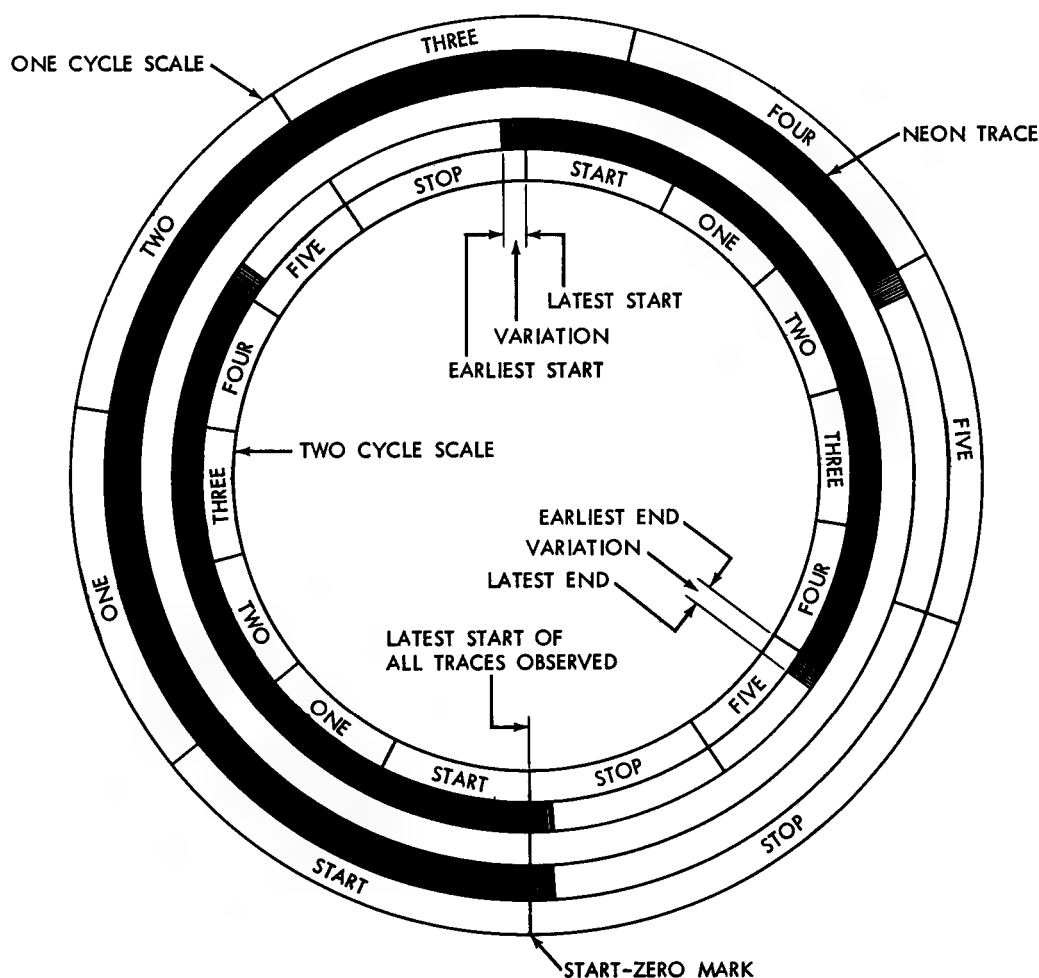 THREE
ONE CYCLE SCALE
FOUR
NEON TRACE
STOP
START
TWO
FIVE
ONE
LATEST START
VARIATION
EARLIEST START
TWO
FOUR
TWO CYCLE SCALE
THREE
THREE
FIVE
EARLIEST END
VARIATION
LATEST END
FOUR
ONE
TWO
LATEST START OF
ALL TRACES OBSERVED
FIVE
ONE
START
STOP
STOP
START
START-ZERO MARK